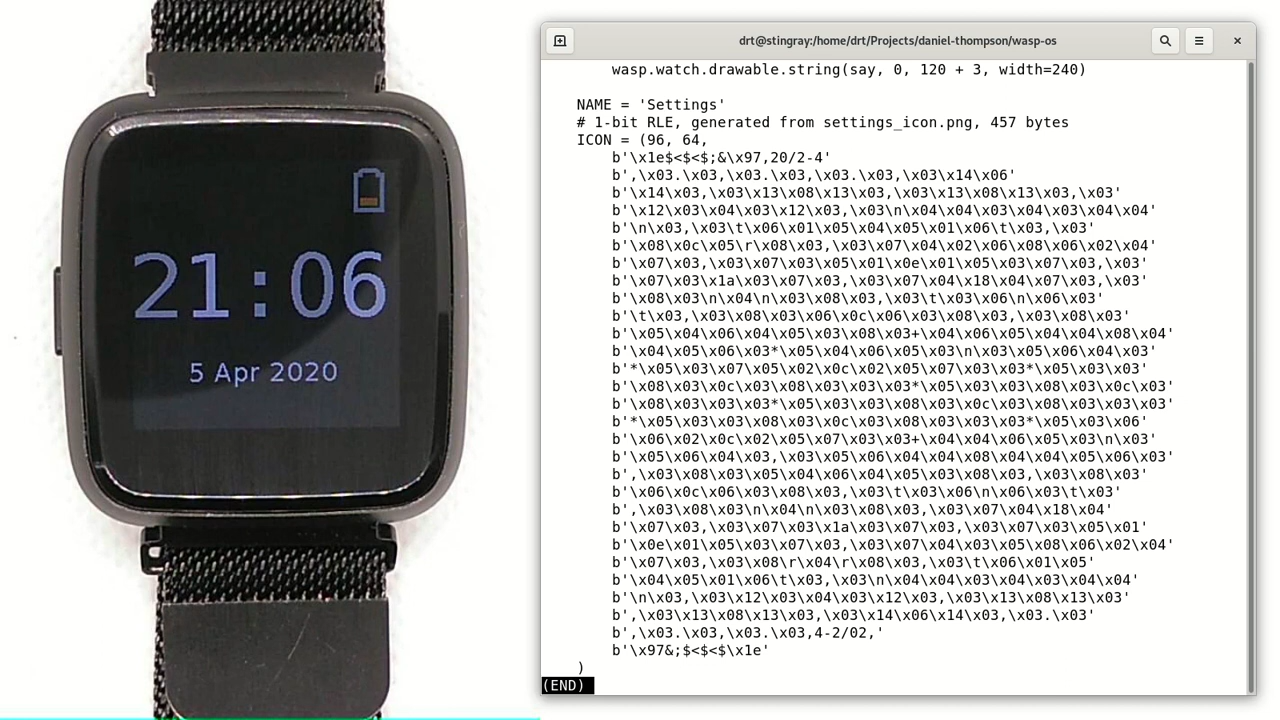 21:06
5 Apr 2020
drt@stingray:/home/drt/Projects/daniel-thompson/wasp-os
wasp.watch.drawable.string(say, 0, 120 + 3, width=240)
NAME = 'Settings'
# 1-bit RLE, generated from settings_icon.png, 457 bytes
ICON = (96, 64,
b'\x1e$<$<$;&\x97,20/2-4'
b',\x03.\x03,\x03.\x03,\x03.\x03,\x03\x14\x06'
b'\x14\x03,\x03\x13\x08\x13\x03,\x03\x13\x08\x13\x03,\x03'
b'\x12\x03\x04\x03\x12\x03,\x03\n\x04\x04\x03\x04\x03\x04\x04'
b'\n\x03,\x03\t\x06\x01\x05\x04\x05\x01\x06\t\x03,\x03'
b'\x08\x0c\x05\r\x08\x03,\x03\x07\x04\x02\x06\x08\x06\x02\x04'
b'\x07\x03,\x03\x07\x03\x05\x01\x0e\x01\x05\x03\x07\x03,\x03'
b'\x07\x03\x1a\x03\x07\x03,\x03\x07\x04\x18\x04\x07\x03,\x03'
b'\x08\x03\n\x04\n\x03\x08\x03,\x03\t\x03\x06\n\x06\x03'
b'\t\x03,\x03\x08\x03\x06\x0c\x06\x03\x08\x03,\x03\x08\x03'
b'\x05\x04\x06\x04\x05\x03\x08\x03+\x04\x06\x05\x04\x04\x08\x04'
b'\x04\x05\x06\x03*\x05\x04\x06\x05\x03\n\x03\x05\x06\x04\x03'
b'*\x05\x03\x07\x05\x02\x0c\x02\x05\x07\x03\x03*\x05\x03\x03'
b'\x08\x03\x0c\x03\x08\x03\x03\x03*\x05\x03\x03\x08\x03\x0c\x03'
b'\x08\x03\x03\x03*\x05\x03\x03\x08\x03\x0c\x03\x08\x03\x03\x03'
b'*\x05\x03\x03\x08\x03\x0c\x03\x08\x03\x03\x03*\x05\x03\x06'
b'\x06\x02\x0c\x02\x05\x07\x03\x03+\x04\x04\x06\x05\x03\n\x03'
b'\x05\x06\x04\x03,\x03\x05\x06\x04\x04\x08\x04\x04\x05\x06\x03'
b',\x03\x08\x03\x05\x04\x06\x04\x05\x03\x08\x03,\x03\x08\x03'
b'\x06\x0c\x06\x03\x08\x03,\x03\t\x03\x06\n\x06\x03\t\x03'
b',\x03\x08\x03\n\x04\n\x03\x08\x03,\x03\x07\x04\x18\x04'
b'\x07\x03,\x03\x07\x03\x1a\x03\x07\x03,\x03\x07\x03\x05\x01'
b'\x0e\x01\x05\x03\x07\x03,\x03\x07\x04\x03\x05\x08\x06\x02\x04'
b'\x07\x03,\x03\x08\r\x04\r\x08\x03,\x03\t\x06\x01\x05'
b'\x04\x05\x01\x06\t\x03,\x03\n\x04\x04\x03\x04\x03\x04\x04'
b'\n\x03,\x03\x12\x03\x04\x03\x12\x03,\x03\x13\x08\x13\x03'
b',\x03\x13\x08\x13\x03,\x03\x14\x06\x14\x03,\x03.\x03'
b',\x03.\x03,\x03.\x03,4-2/02,'
b'\x97&;$<$<$\x1e'
)
(END)